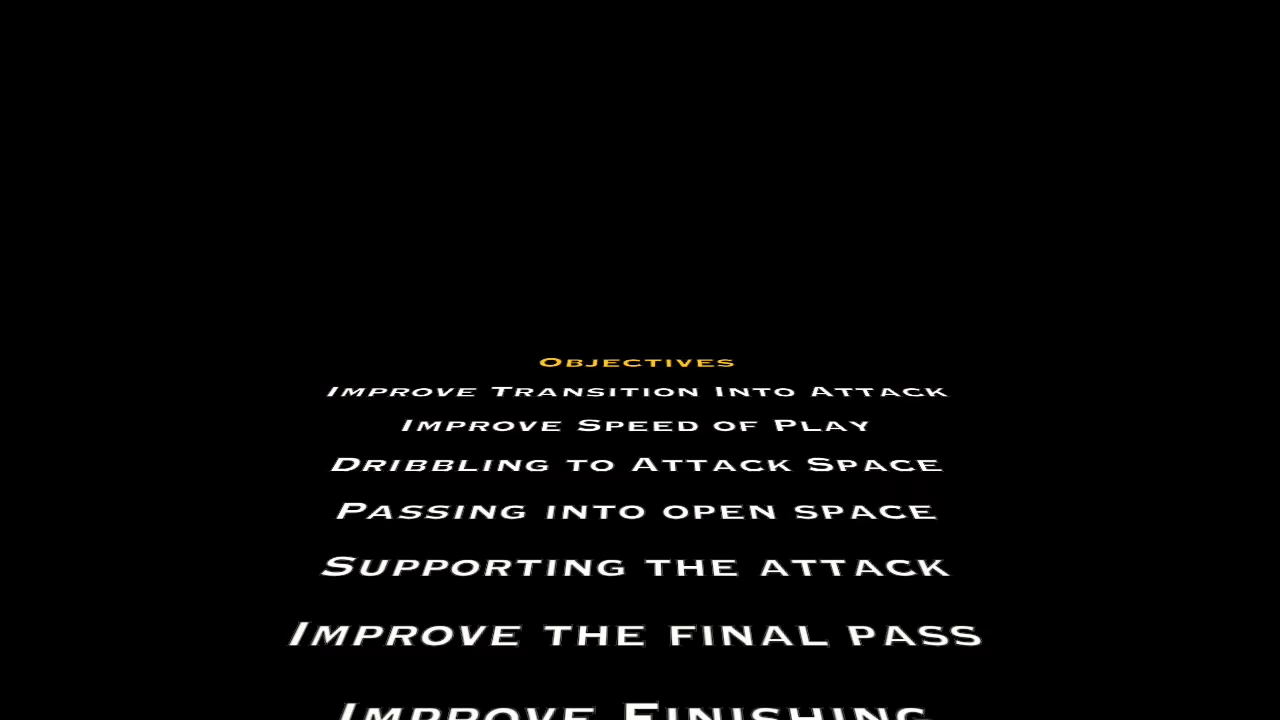 Objectives
Improve Transition Into Attack
Improve Speed of Play
Dribbling to Attack Space
Passing into open space
Supporting the attack
Improve the final pass
Improve Finishing